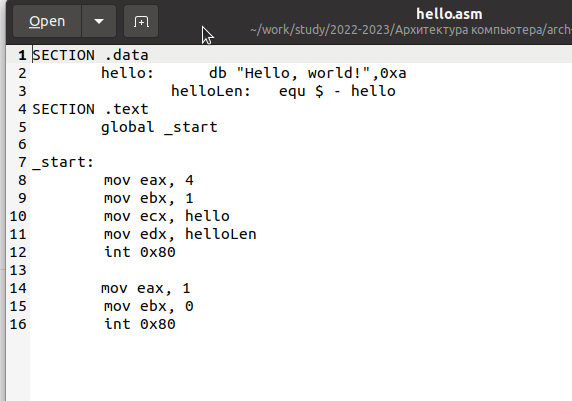 Open
hello.asm
~/work/study/2022-2023/Архитектура компьютера/arch
1 SECTION .data
2 hello: db "Hello, world!",0xa
3 helloLen: equ $ - hello
4 SECTION .text
5 global _start
6
7 _start:
8 mov eax, 4
9 mov ebx, 1
10 mov ecx, hello
11 mov edx, helloLen
12 int 0x80
13
14 mov eax, 1
15 mov ebx, 0
16 int 0x80